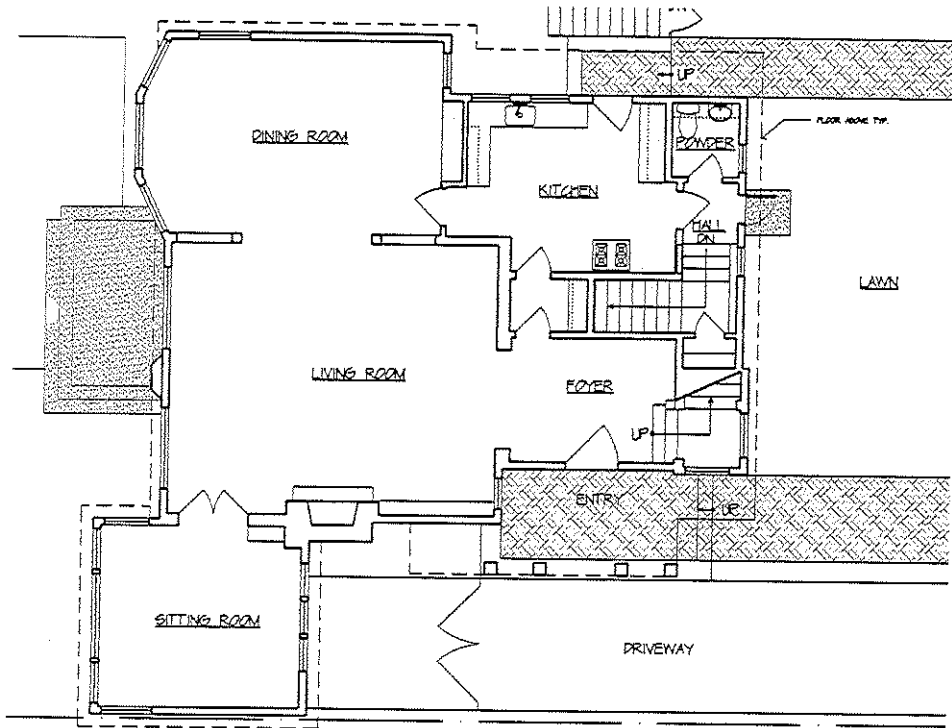 DN
UP
FLOOR ABOVE TYP.
DINING ROOM
POWDER
KITCHEN
HALL
DN.
LAWN
LIVING ROOM
FOYER
UP
ENTRY
UP
SITTING ROOM
DRIVEWAY